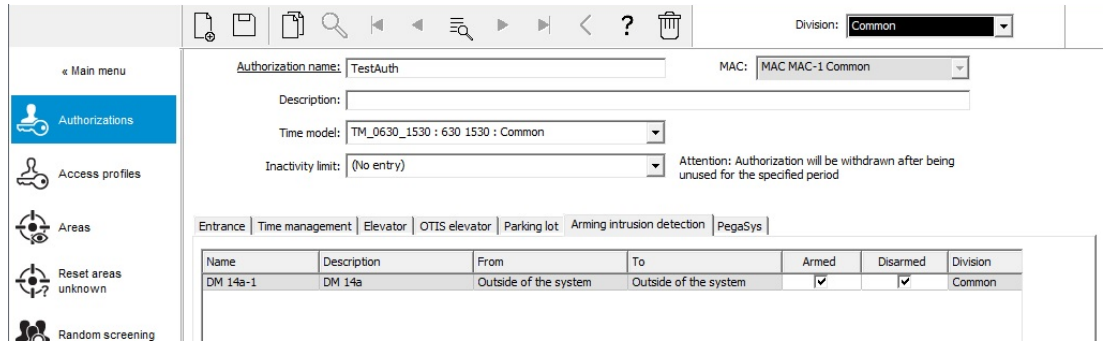 Division: Common
« Main menu
Authorizations
Access profiles
Areas
Reset areas
unknown
Random screening
Authorization name: TestAuth
MAC: MAC MAC-1 Common
Description:
Time model: TM_0630_1530 : 630 1530 : Common
Inactivity limit: (No entry)
Attention: Authorization will be withdrawn after being
unused for the specified period
Entrance Time management Elevator OTIS elevator Parking lot Arming intrusion detection PegaSys
Name Description From To Armed Disarmed Division
DM 14a-1 DM 14a Outside of the system Outside of the system Common